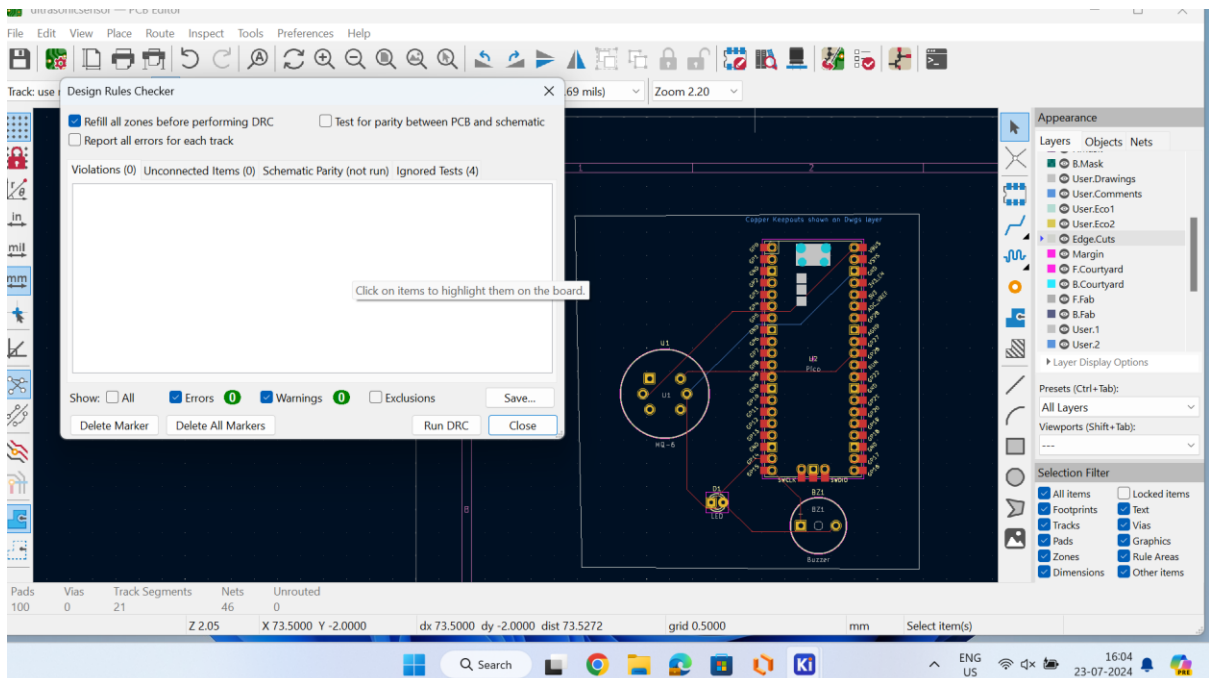 ultrasonicsensor — PCB Editor
File Edit View Place Route Inspect Tools Preferences Help
Track: use
.69 mils)
Zoom 2.20
Design Rules Checker
Refill all zones before performing DRC
Test for parity between PCB and schematic
Report all errors for each track
Violations (0) Unconnected Items (0) Schematic Parity (not run) Ignored Tests (4)
Click on items to highlight them on the board.
Show: All Errors 0 Warnings 0 Exclusions Save...
Delete Marker Delete All Markers Run DRC Close
in
mil
mm
1 2
Copper Keepouts shown on Dwgs layer
U1
U1
HQ-6
U2
Pico
SWCLK SWDIO
D1
LED
BZ1
BZ1
Buzzer
Appearance
Layers Objects Nets
B.Mask
User.Drawings
User.Comments
User.Eco1
User.Eco2
Edge.Cuts
Margin
F.Courtyard
B.Courtyard
F.Fab
B.Fab
User.1
User.2
Layer Display Options
Presets (Ctrl+Tab):
All Layers
Viewports (Shift+Tab):
---
Selection Filter
All items Locked items
Footprints Text
Tracks Vias
Pads Graphics
Zones Rule Areas
Dimensions Other items
Pads Vias Track Segments Nets Unrouted
100 0 21 46 0
Z 2.05 X 73.5000 Y -2.0000 dx 73.5000 dy -2.0000 dist 73.5272 grid 0.5000 mm Select item(s)
Search
Ki
ENG
US
16:04
23-07-2024
PRE